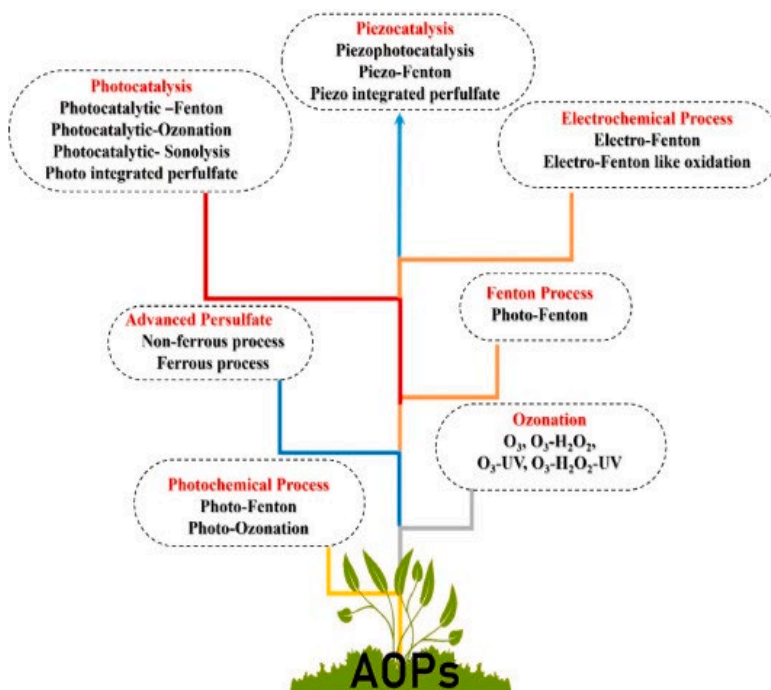 Piezocatalysis
Piezophotocatalysis
Piezo-Fenton
Piezo integrated perfulfate
Photocatalysis
Photocatalytic –Fenton
Photocatalytic-Ozonation
Photocatalytic- Sonolysis
Photo integrated perfulfate
Electrochemical Process
Electro-Fenton
Electro-Fenton like oxidation
Advanced Persulfate
Non-ferrous process
Ferrous process
Fenton Process
Photo-Fenton
Ozonation
O₃, O₃-H₂O₂,
O₃-UV, O₃-H₂O₂-UV
Photochemical Process
Photo-Fenton
Photo-Ozonation
AOPs